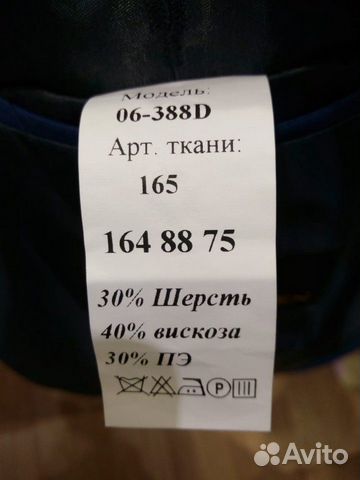 Модель:
06-388D
Арт. ткани:
165
164 88 75
30% Шерсть
40% вискоза
30% ПЭ
P
Avito